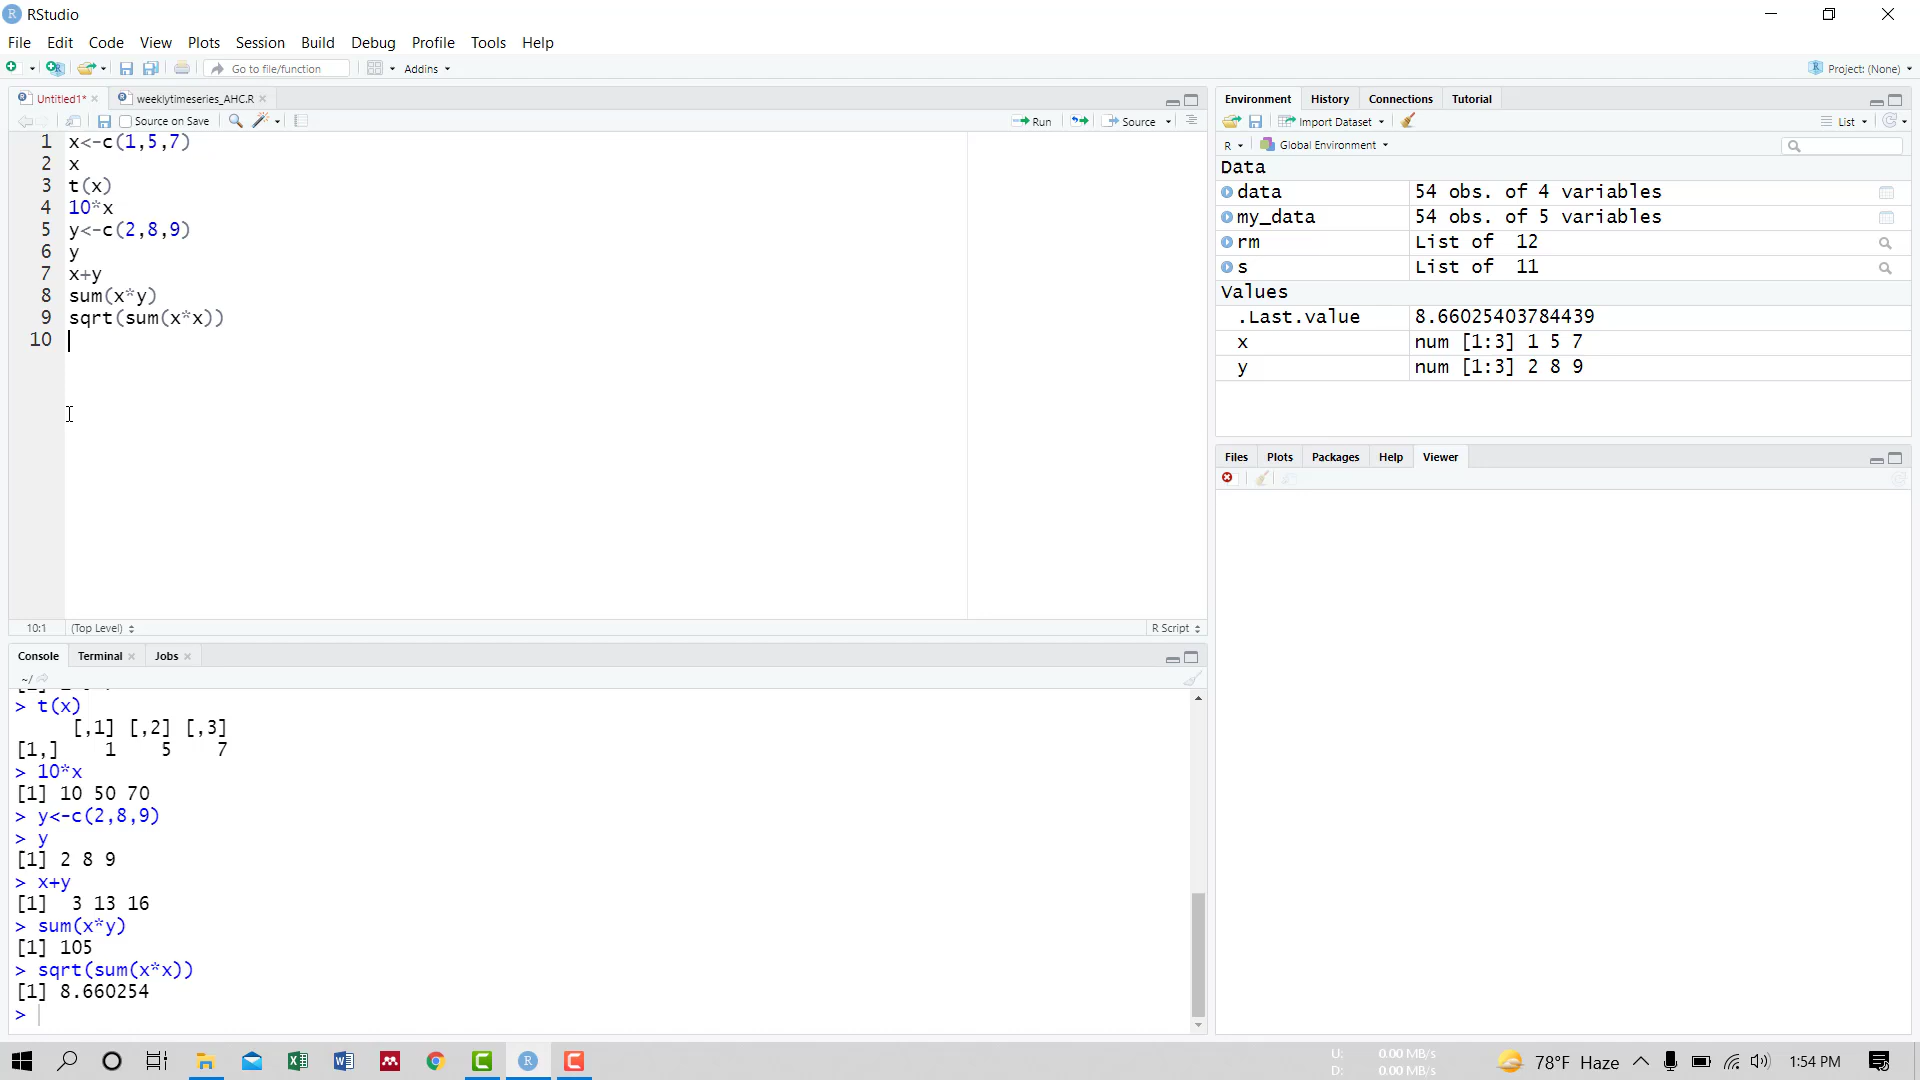 RStudio
File Edit Code View Plots Session Build Debug Profile Tools Help
Go to file/function Addins Project: (None)
Untitled1* weeklytimeseries_AHC.R
Source on Save Run Source
1 x<-c(1,5,7)
2 x
3 t(x)
4 10*x
5 y<-c(2,8,9)
6 y
7 x+y
8 sum(x*y)
9 sqrt(sum(x*x))
10
10:1 (Top Level) R Script
Console Terminal Jobs
~/
> t(x)
[,1] [,2] [,3]
[1,] 1 5 7
> 10*x
[1] 10 50 70
> y<-c(2,8,9)
> y
[1] 2 8 9
> x+y
[1] 3 13 16
> sum(x*y)
[1] 105
> sqrt(sum(x*x))
[1] 8.660254
>
Environment History Connections Tutorial
Import Dataset List
R Global Environment
Data
data 54 obs. of 4 variables
my_data 54 obs. of 5 variables
rm List of 12
s List of 11
Values
.Last.value 8.66025403784439
x num [1:3] 1 5 7
y num [1:3] 2 8 9
Files Plots Packages Help Viewer
U: 0.00 MB/s
D: 0.00 MB/s
78°F Haze 1:54 PM